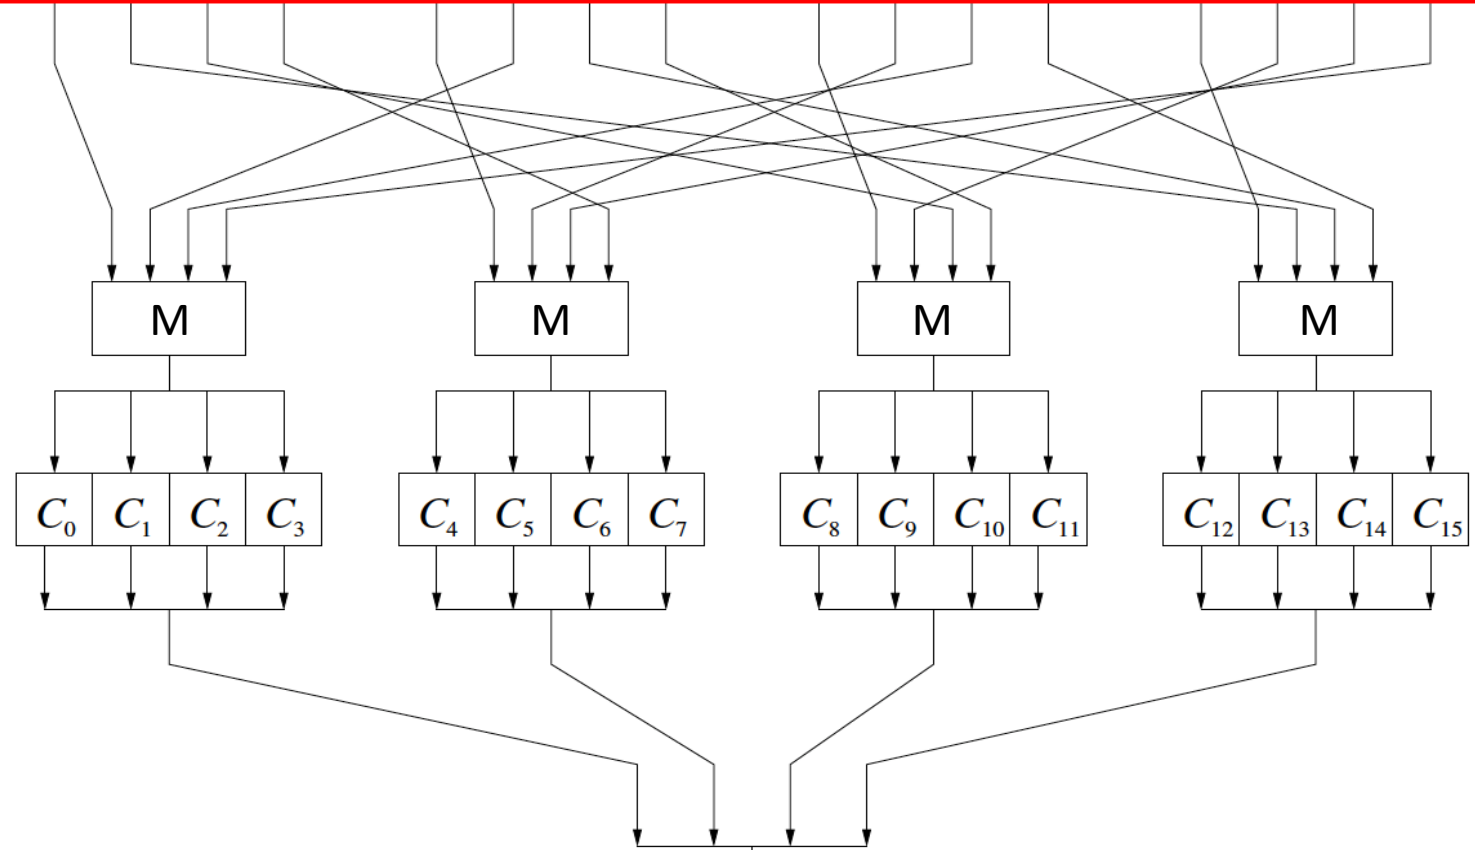 M M M M
C₀ C₁ C₂ C₃ C₄ C₅ C₆ C₇ C₈ C₉ C₁₀ C₁₁ C₁₂ C₁₃ C₁₄ C₁₅